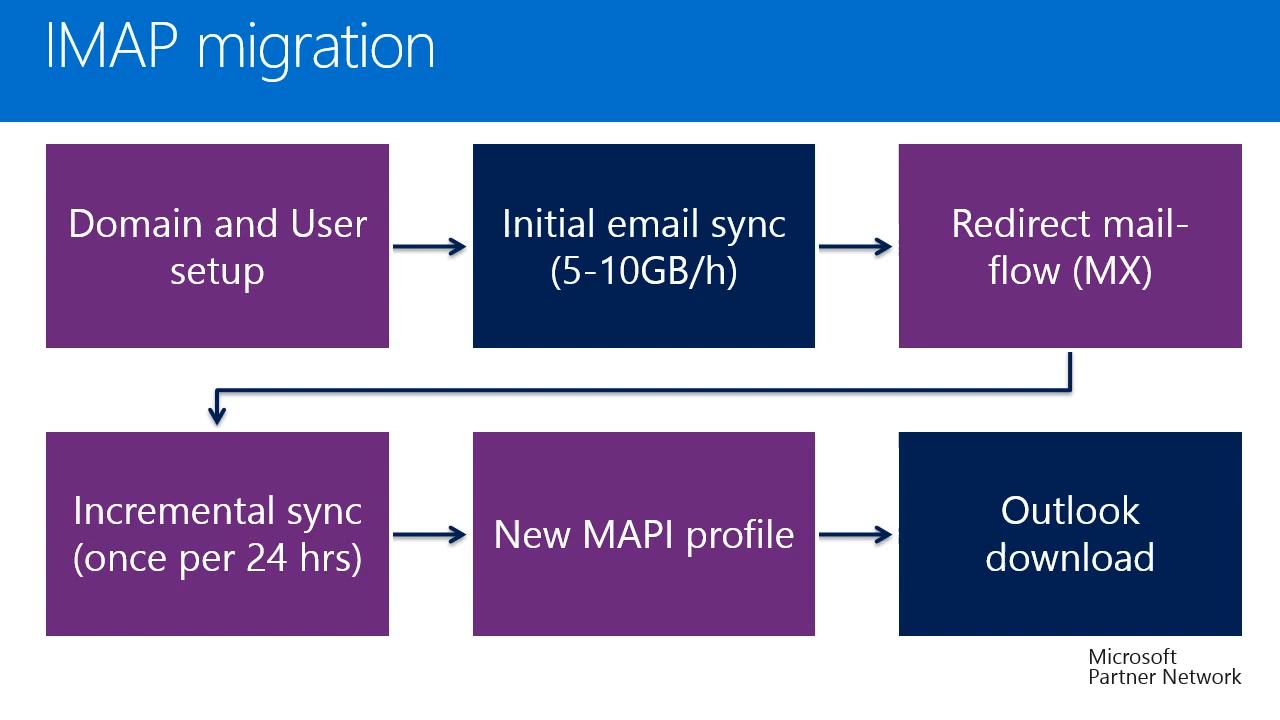 IMAP migration
Domain and User
setup
Initial email sync
(5-10GB/h)
Redirect mail-
flow (MX)
Incremental sync
(once per 24 hrs)
New MAPI profile
Outlook
download
Microsoft
Partner Network